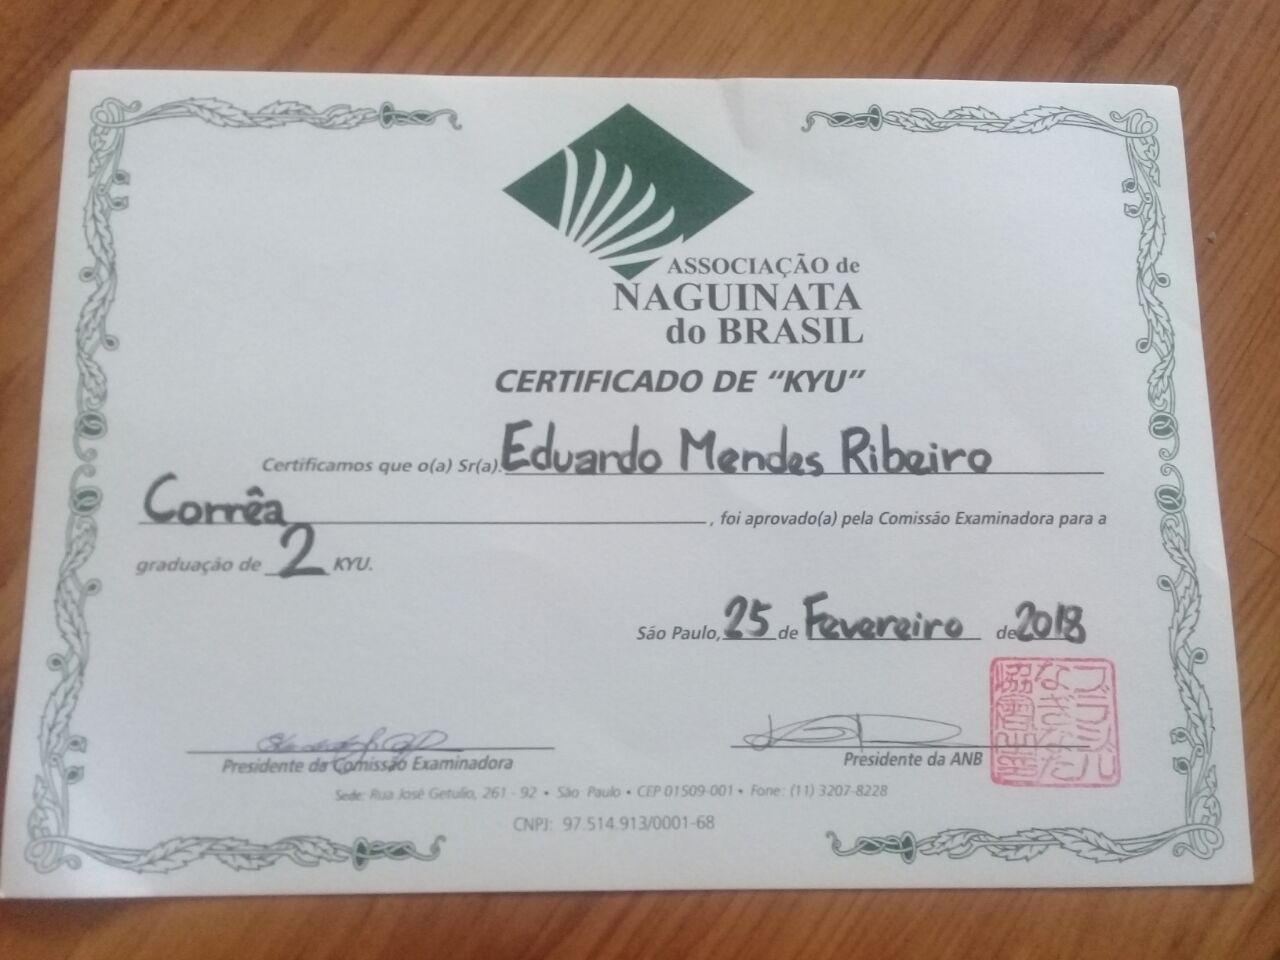 ASSOCIAÇÃO de
NAGUINATA
do BRASIL
CERTIFICADO DE “KYU”
Certificamos que o(a) Sr(a). Eduardo Mendes Ribeiro
Corrêa, foi aprovado(a) pela Comissão Examinadora para a
graduação de 2 KYU.
São Paulo, 25 de Fevereiro de 2018
Presidente da Comissão Examinadora
Presidente da ANB
Sede: Rua José Getulio, 261 - 92 • São Paulo • CEP 01509-001 • Fone: (11) 3207-8228
CNPJ: 97.514.913/0001-68
ブラジル
なぎなた
協會之印